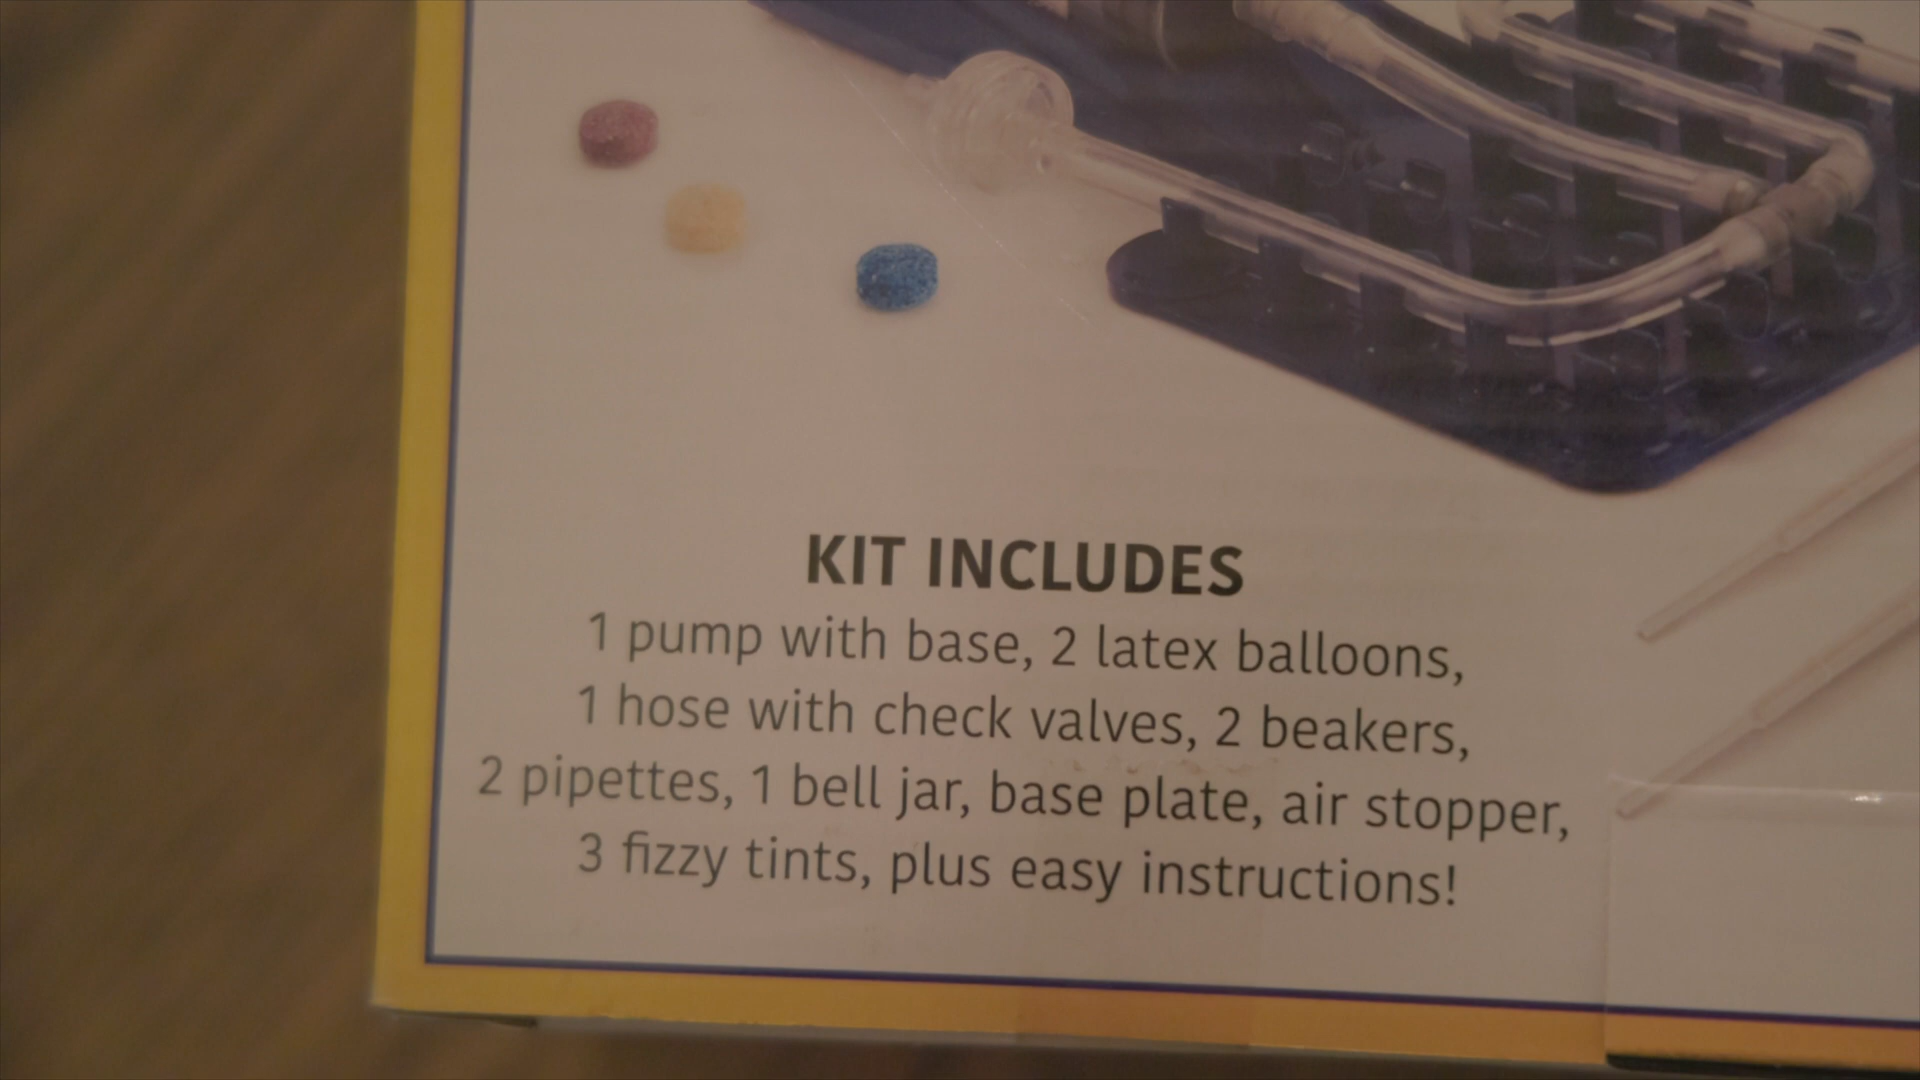 KIT INCLUDES
1 pump with base, 2 latex balloons,
1 hose with check valves, 2 beakers,
2 pipettes, 1 bell jar, base plate, air stopper,
3 fizzy tints, plus easy instructions!